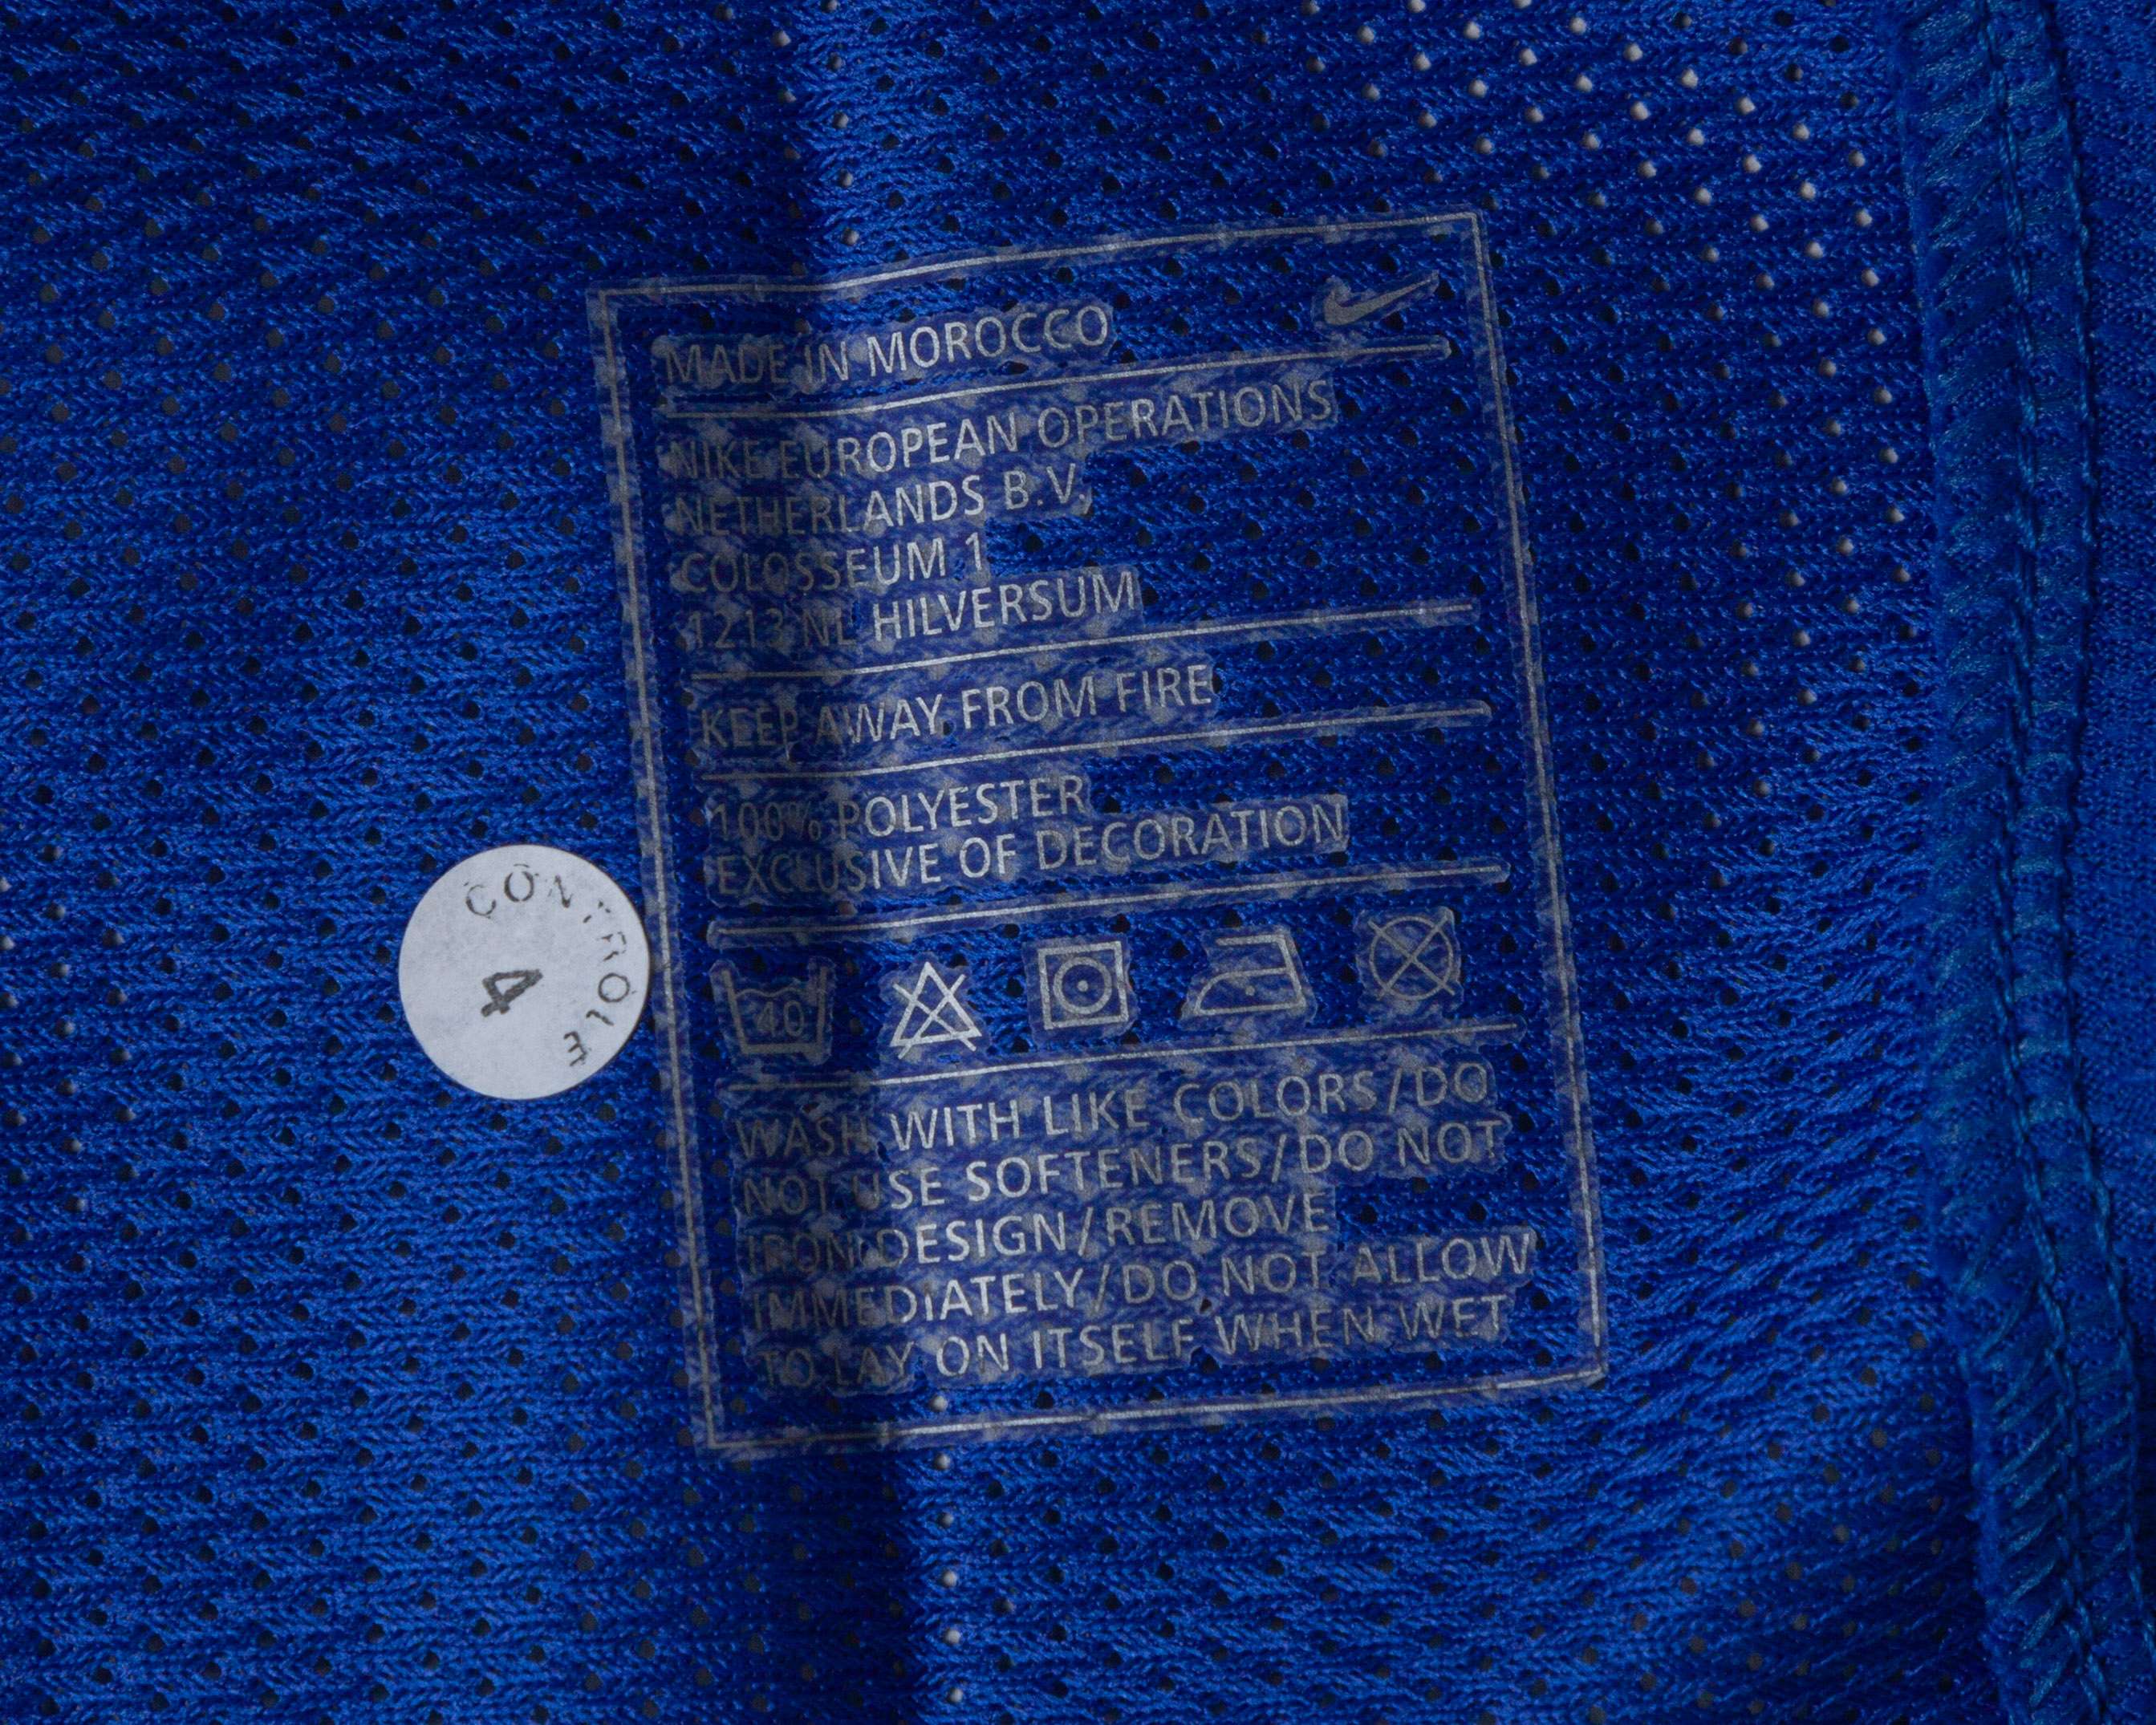 MADE IN MOROCCO
NIKE EUROPEAN OPERATIONS
NETHERLANDS B.V.
COLOSSEUM 1
1213 NL HILVERSUM
KEEP AWAY FROM FIRE
100% POLYESTER
EXCLUSIVE OF DECORATION
40
WASH WITH LIKE COLORS/DO
NOT USE SOFTENERS/DO NOT
IRON DESIGN/REMOVE
IMMEDIATELY/DO NOT ALLOW
TO LAY ON ITSELF WHEN WET
CONTRÔLE
4